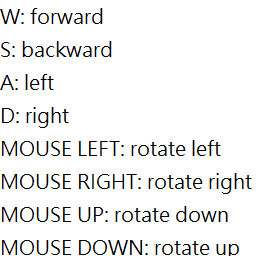 W: forward
S: backward
A: left
D: right
MOUSE LEFT: rotate left
MOUSE RIGHT: rotate right
MOUSE UP: rotate down
MOUSE DOWN: rotate up